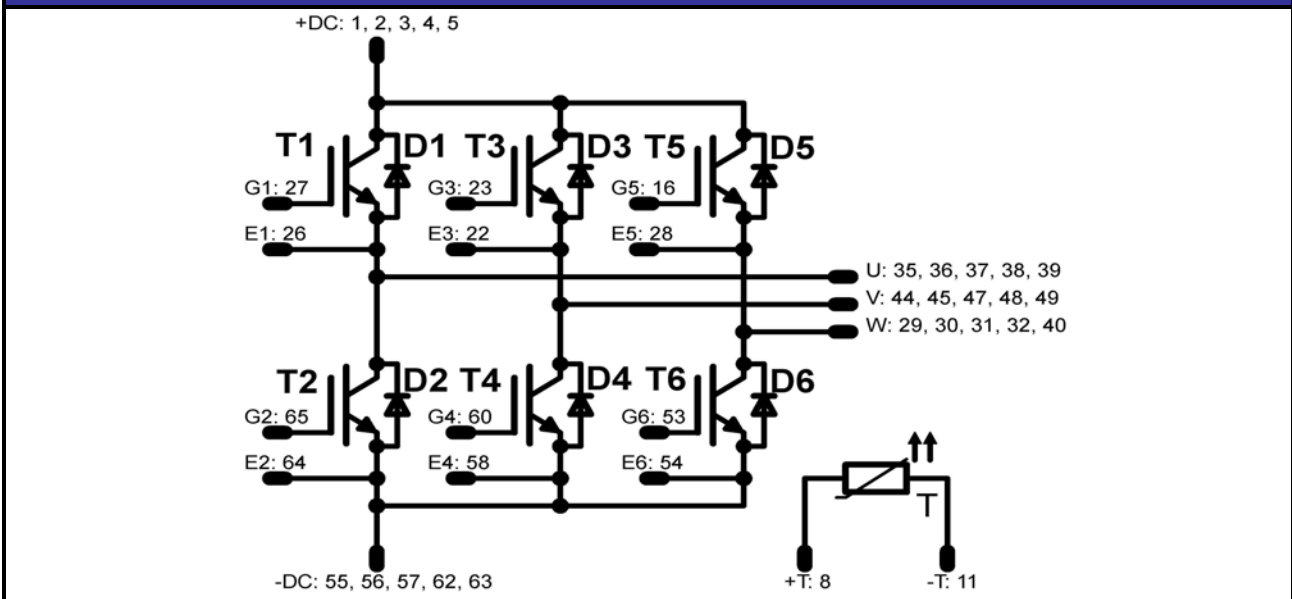 +DC: 1, 2, 3, 4, 5
T1 D1 T3 D3 T5 D5
G1: 27 G3: 23 G5: 16
E1: 26 E3: 22 E5: 28
U: 35, 36, 37, 38, 39
V: 44, 45, 47, 48, 49
W: 29, 30, 31, 32, 40
T2 D2 T4 D4 T6 D6
G2: 65 G4: 60 G6: 53
E2: 64 E4: 58 E6: 54
T
-DC: 55, 56, 57, 62, 63 +T: 8 -T: 11